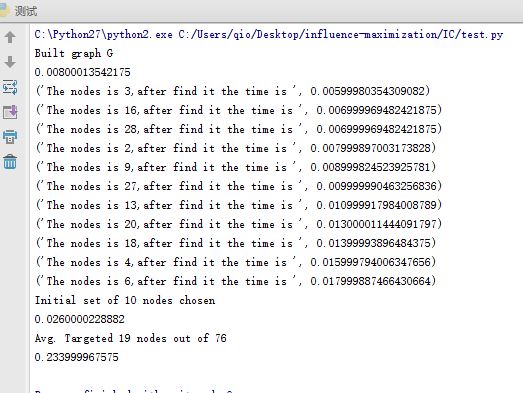 测试
C:\Python27\python2.exe C:/Users/qio/Desktop/influence-maximization/IC/test.py
Built graph G
0.00800013542175
('The nodes is 3,after find it the time is ', 0.00599980354309082)
('The nodes is 16,after find it the time is ', 0.006999969482421875)
('The nodes is 28,after find it the time is ', 0.006999969482421875)
('The nodes is 2,after find it the time is ', 0.007999897003173828)
('The nodes is 9,after find it the time is ', 0.008999824523925781)
('The nodes is 27,after find it the time is ', 0.009999990463256836)
('The nodes is 13,after find it the time is ', 0.010999917984008789)
('The nodes is 20,after find it the time is ', 0.013000011444091797)
('The nodes is 18,after find it the time is ', 0.01399993896484375)
('The nodes is 4,after find it the time is ', 0.015999794006347656)
('The nodes is 6,after find it the time is ', 0.017999887466430664)
Initial set of 10 nodes chosen
0.0260000228882
Avg. Targeted 19 nodes out of 76
0.233999967575